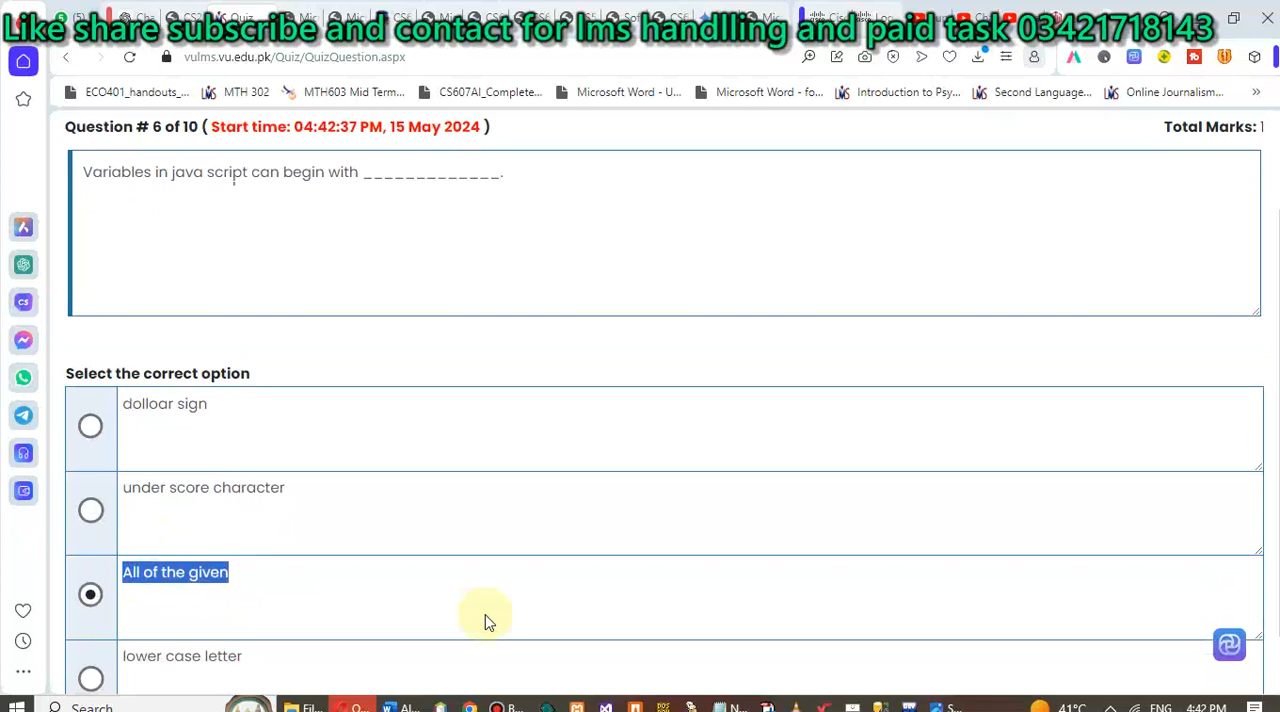 Like share subscribe and contact for lms handlling and paid task 03421718143
vulms.vu.edu.pk/Quiz/QuizQuestion.aspx
ECO401_handouts_... MTH 302 MTH603 Mid Term... CS607AI_Complete... Microsoft Word - U... Microsoft Word - fo... Introduction to Psy... Second Language... Online Journalism... »
Question # 6 of 10 ( Start time: 04:42:37 PM, 15 May 2024 ) Total Marks: 1
Variables in java script can begin with _____________.
Select the correct option
dolloar sign
under score character
All of the given
lower case letter
Search Fil... 41°C ENG 4:42 PM